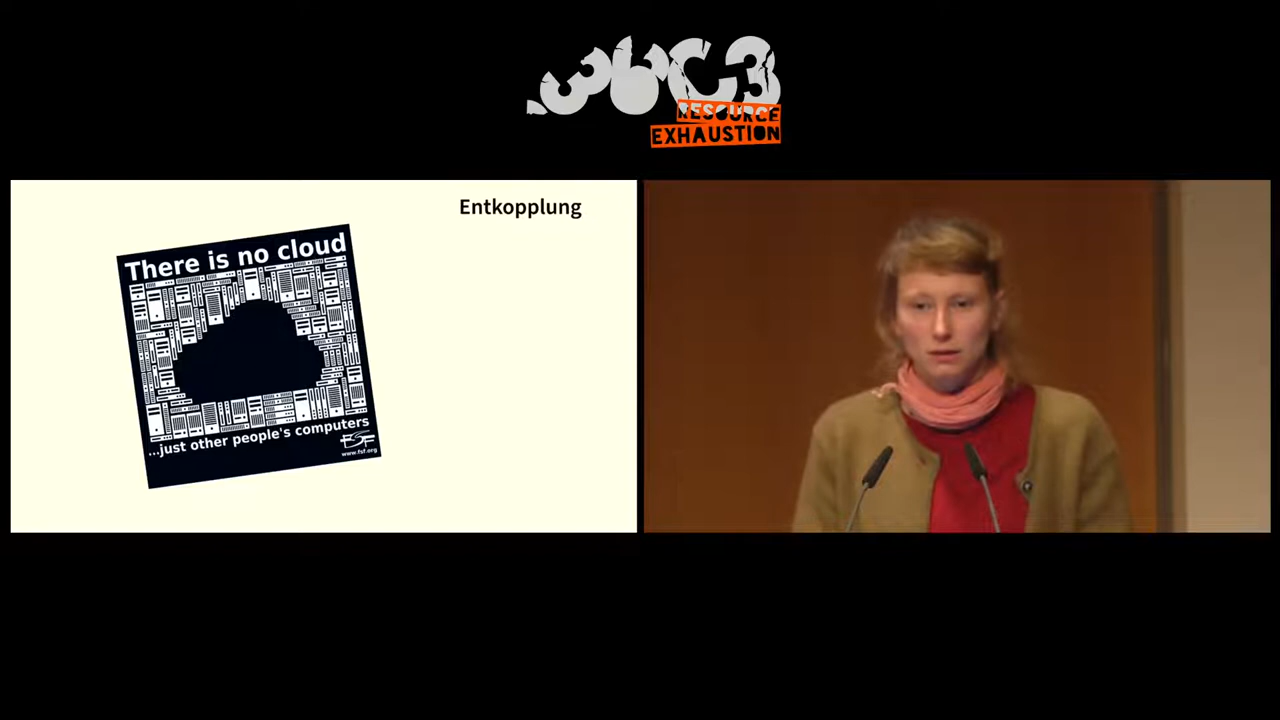 36C3
RESOURCE
EXHAUSTION
Entkopplung
There is no cloud
...just other people's computers
FSF
www.fsf.org